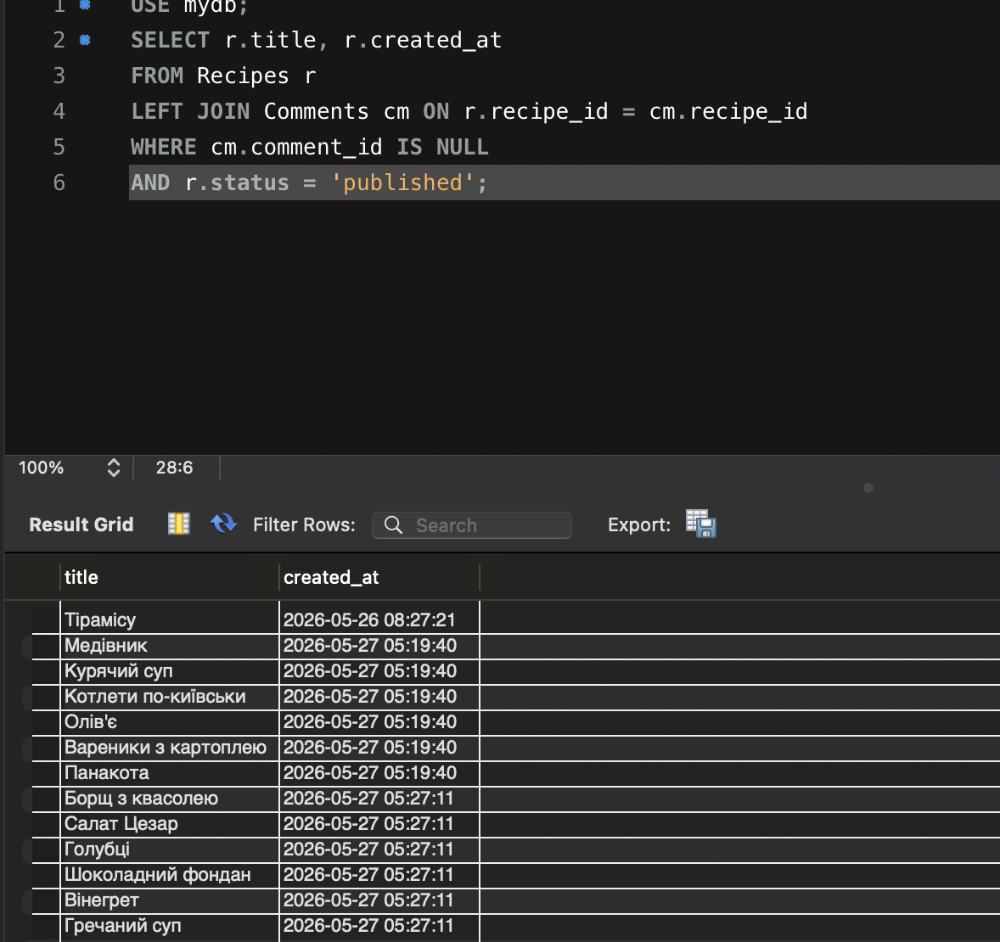 1 USE mydb;
2 SELECT r.title, r.created_at
3 FROM Recipes r
4 LEFT JOIN Comments cm ON r.recipe_id = cm.recipe_id
5 WHERE cm.comment_id IS NULL
6 AND r.status = 'published';
100% 28:6
Result Grid Filter Rows: Search Export:
title created_at
Тірамісу 2026-05-26 08:27:21
Медівник 2026-05-27 05:19:40
Курячий суп 2026-05-27 05:19:40
Котлети по-київськи 2026-05-27 05:19:40
Олів'є 2026-05-27 05:19:40
Вареники з картоплею 2026-05-27 05:19:40
Панакота 2026-05-27 05:19:40
Борщ з квасолею 2026-05-27 05:27:11
Салат Цезар 2026-05-27 05:27:11
Голубці 2026-05-27 05:27:11
Шоколадний фондан 2026-05-27 05:27:11
Вінегрет 2026-05-27 05:27:11
Гречаний суп 2026-05-27 05:27:11